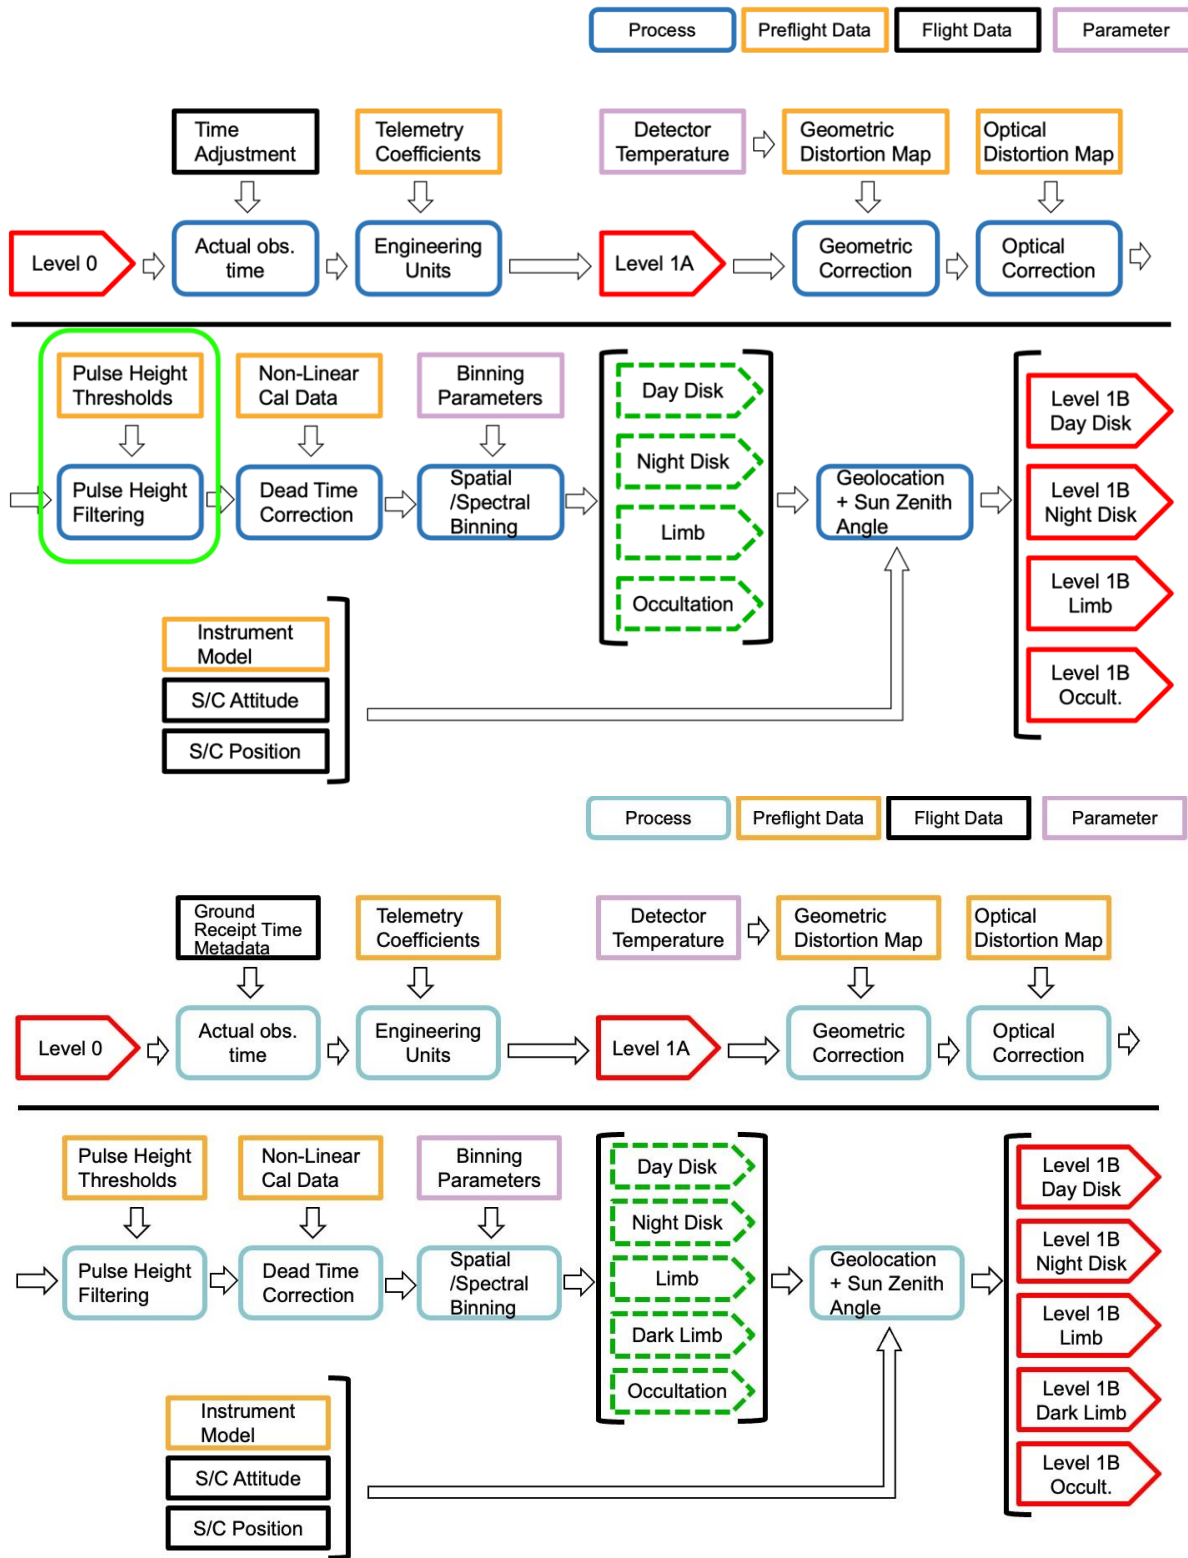 Process
Preflight Data
Flight Data
Parameter
Time
Adjustment
Telemetry
Coefficients
Detector
Temperature
Geometric
Distortion Map
Optical
Distortion Map
Level 0
Actual obs.
time
Engineering
Units
Level 1A
Geometric
Correction
Optical
Correction
Pulse Height
Thresholds
Non-Linear
Cal Data
Binning
Parameters
Pulse Height
Filtering
Dead Time
Correction
Spatial
/Spectral
Binning
Day Disk
Night Disk
Limb
Occultation
Geolocation
+ Sun Zenith
Angle
Level 1B
Day Disk
Level 1B
Night Disk
Level 1B
Limb
Level 1B
Occult.
Instrument
Model
S/C Attitude
S/C Position
Process
Preflight Data
Flight Data
Parameter
Ground
Receipt Time
Metadata
Telemetry
Coefficients
Detector
Temperature
Geometric
Distortion Map
Optical
Distortion Map
Level 0
Actual obs.
time
Engineering
Units
Level 1A
Geometric
Correction
Optical
Correction
Pulse Height
Thresholds
Non-Linear
Cal Data
Binning
Parameters
Pulse Height
Filtering
Dead Time
Correction
Spatial
/Spectral
Binning
Day Disk
Night Disk
Limb
Dark Limb
Occultation
Geolocation
+ Sun Zenith
Angle
Level 1B
Day Disk
Level 1B
Night Disk
Level 1B
Limb
Level 1B
Dark Limb
Level 1B
Occult.
Instrument
Model
S/C Attitude
S/C Position